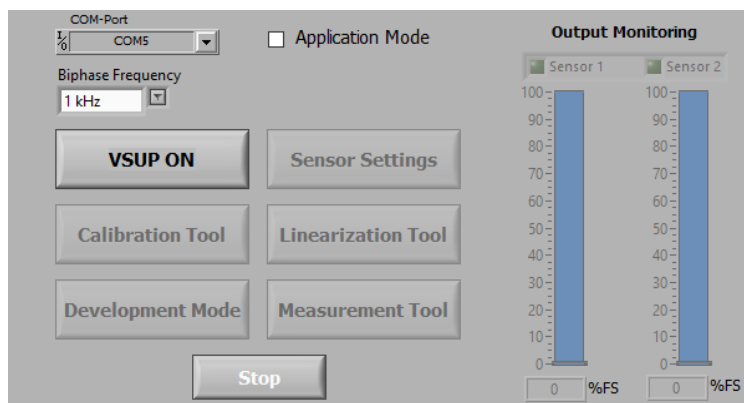 COM-Port
I/O COM5
Application Mode
Biphase Frequency
1 kHz
VSUP ON
Sensor Settings
Calibration Tool
Linearization Tool
Development Mode
Measurement Tool
Stop
Output Monitoring
Sensor 1 Sensor 2
100 100
90 90
80 80
70 70
60 60
50 50
40 40
30 30
20 20
10 10
0 0
0 %FS 0 %FS